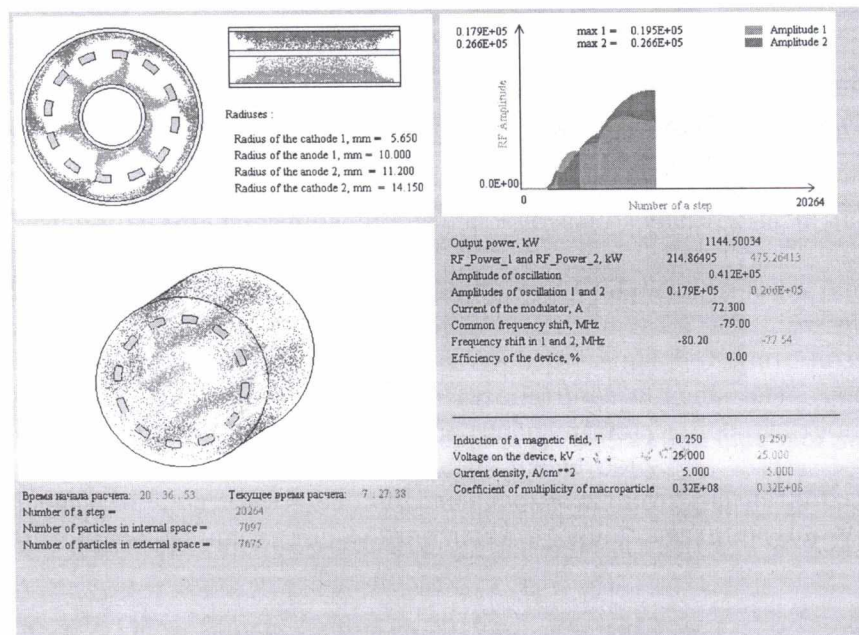 Radiuses :
Radius of the cathode 1, mm = 5.650
Radius of the anode 1, mm = 10.000
Radius of the anode 2, mm = 11.200
Radius of the cathode 2, mm = 14.150
0.179E+05 max 1 = 0.195E+05 Amplitude 1
0.266E+05 max 2 = 0.266E+05 Amplitude 2
RF Amplitude
0.0E+00
0 Number of a step 20264
Output power, kW 1144.50034
RF_Power_1 and RF_Power_2, kW 214.86495 475.26413
Amplitude of oscillation 0.412E+05
Amplitudes of oscillation 1 and 2 0.179E+05 0.266E+05
Current of the modulator, A 72.300
Common frequency shift, MHz -79.00
Frequency shift in 1 and 2, MHz -80.20 -77.54
Efficiency of the device, % 0.00
Induction of a magnetic field, T 0.250 0.250
Voltage on the device, kV 25.000 25.000
Current density, A/cm**2 5.000 5.000
Coefficient of multiplicity of macroparticle 0.32E+08 0.32E+08
Время начала расчета: 20 . 36 . 53 Текущее время расчета: 7 . 27 . 38
Number of a step = 20264
Number of particles in internal space = 7097
Number of particles in external space = 7675